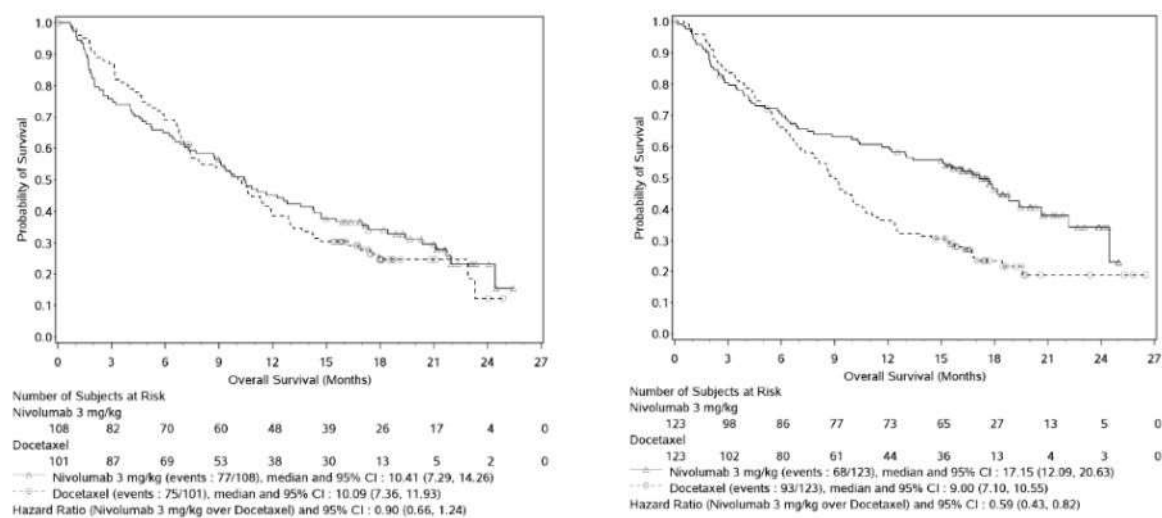 1.0
0.9
0.8
0.7
0.6
0.5
0.4
0.3
0.2
0.1
0.0
Probability of Survival
0 3 6 9 12 15 18 21 24 27
Overall Survival (Months)
Number of Subjects at Risk
Nivolumab 3 mg/kg
108 82 70 60 48 39 26 17 4 0
Docetaxel
101 87 69 53 38 30 13 5 2 0
Nivolumab 3 mg/kg (events : 77/108), median and 95% CI : 10.41 (7.29, 14.26)
Docetaxel (events : 75/101), median and 95% CI : 10.09 (7.36, 11.93)
Hazard Ratio (Nivolumab 3 mg/kg over Docetaxel) and 95% CI : 0.90 (0.66, 1.24)
1.0
0.9
0.8
0.7
0.6
0.5
0.4
0.3
0.2
0.1
0.0
Probability of Survival
0 3 6 9 12 15 18 21 24 27
Overall Survival (Months)
Number of Subjects at Risk
Nivolumab 3 mg/kg
123 98 86 77 73 65 27 13 5 0
Docetaxel
123 102 80 61 44 36 13 4 3 0
Nivolumab 3 mg/kg (events : 68/123), median and 95% CI : 17.15 (12.09, 20.63)
Docetaxel (events : 93/123), median and 95% CI : 9.00 (7.10, 10.55)
Hazard Ratio (Nivolumab 3 mg/kg over Docetaxel) and 95% CI : 0.59 (0.43, 0.82)